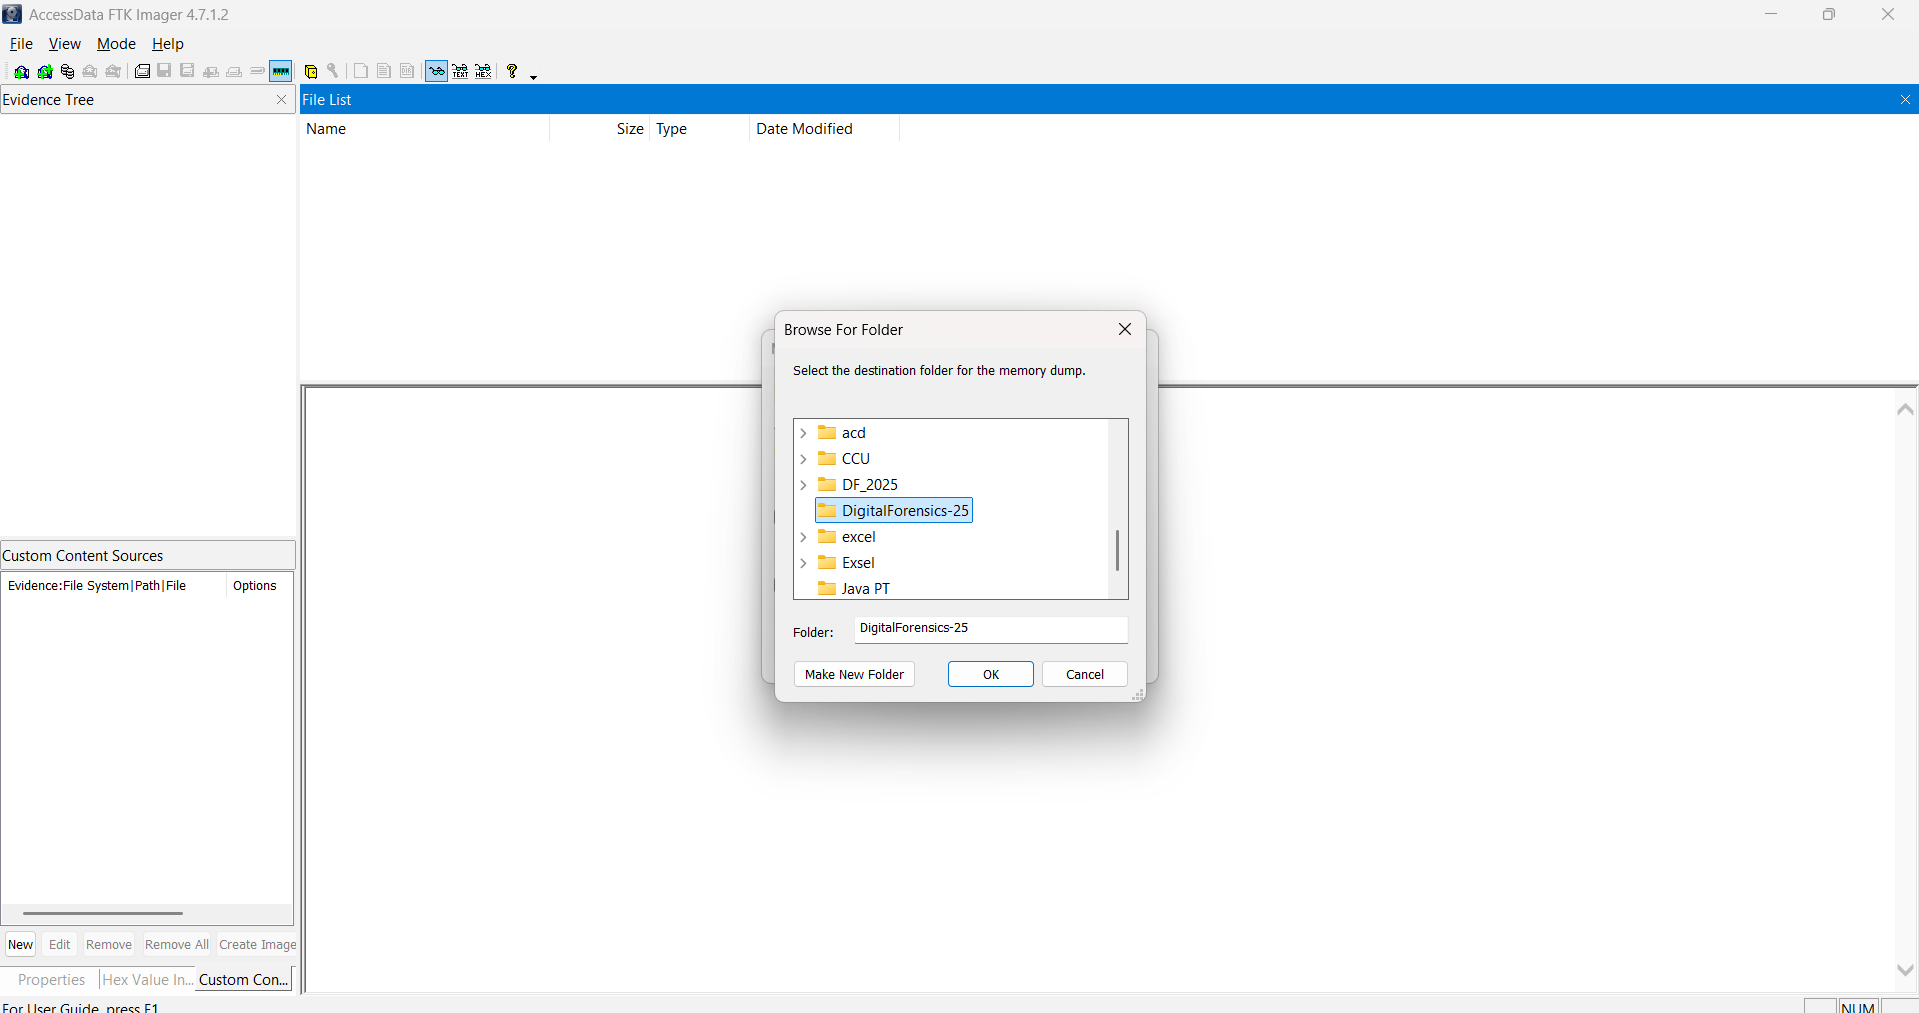 AccessData FTK Imager 4.7.1.2
File View Mode Help
TEXT HEX
Evidence Tree
File List
Name Size Type Date Modified
Browse For Folder
Select the destination folder for the memory dump.
acd
CCU
DF_2025
DigitalForensics-25
excel
Exsel
Java PT
Folder: DigitalForensics-25
Make New Folder OK Cancel
Custom Content Sources
Evidence:File System|Path|File Options
New Edit Remove Remove All Create Image
Properties Hex Value In... Custom Con...
For User Guide, press F1
NUM